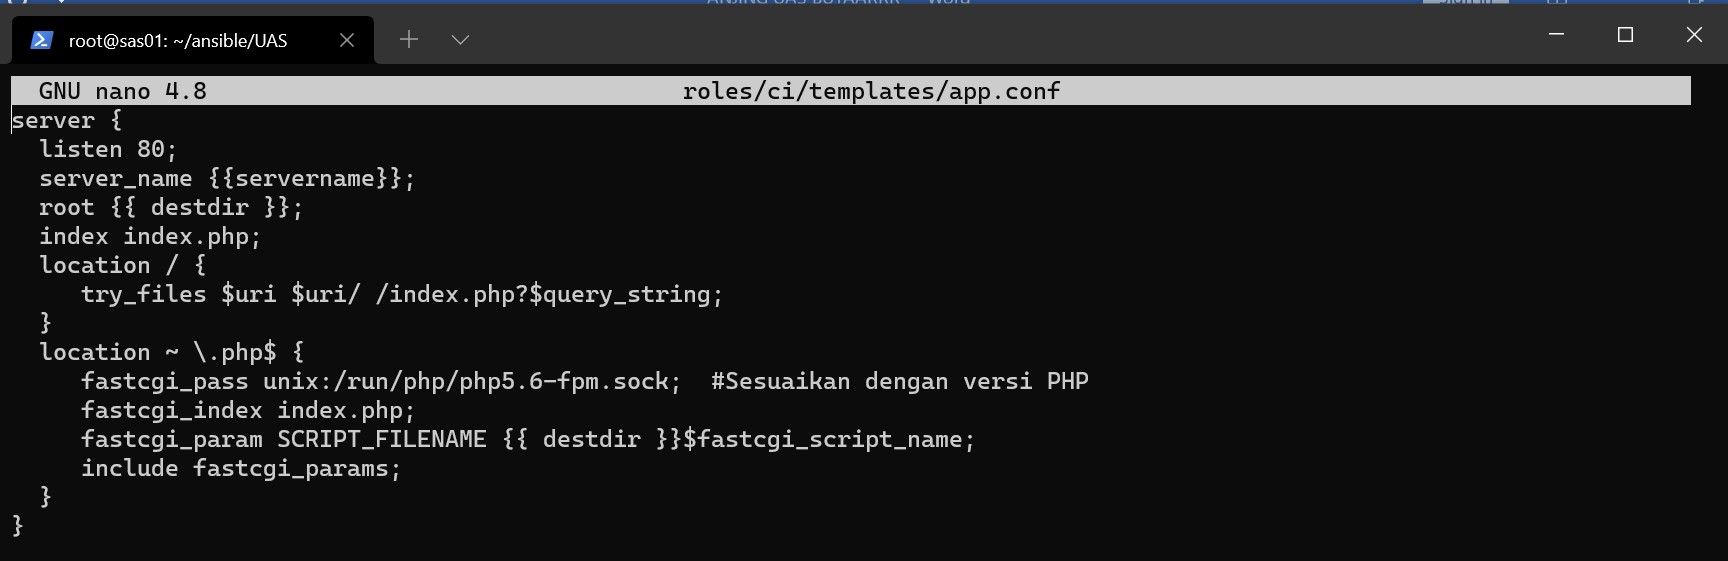 root@sas01: ~/ansible/UAS
GNU nano 4.8 roles/ci/templates/app.conf
server {
  listen 80;
  server_name {{servername}};
  root {{ destdir }};
  index index.php;
  location / {
     try_files $uri $uri/ /index.php?$query_string;
  }
  location ~ \.php$ {
     fastcgi_pass unix:/run/php/php5.6-fpm.sock;  #Sesuaikan dengan versi PHP
     fastcgi_index index.php;
     fastcgi_param SCRIPT_FILENAME {{ destdir }}$fastcgi_script_name;
     include fastcgi_params;
  }
}